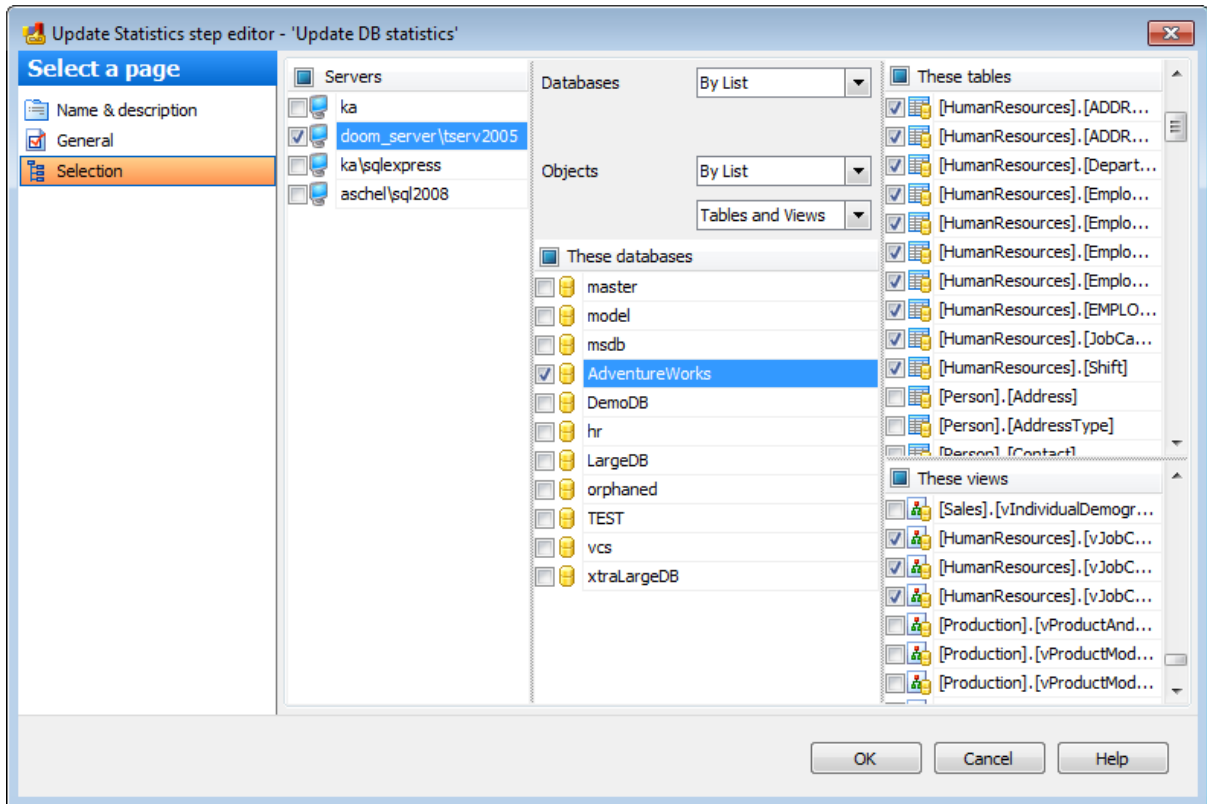 Update Statistics step editor - 'Update DB statistics'
Select a page
Name & description
General
Selection
Servers
ka
doom_server\tserv2005
ka\sqlexpress
aschel\sql2008
Databases
By List
Objects
By List
Tables and Views
These databases
master
model
msdb
AdventureWorks
DemoDB
hr
LargeDB
orphaned
TEST
vcs
xtraLargeDB
These tables
[HumanResources].[ADDR...
[HumanResources].[ADDR...
[HumanResources].[Depart...
[HumanResources].[Emplo...
[HumanResources].[Emplo...
[HumanResources].[Emplo...
[HumanResources].[Emplo...
[HumanResources].[EMPLO...
[HumanResources].[JobCa...
[HumanResources].[Shift]
[Person].[Address]
[Person].[AddressType]
[Person].[Contact]
These views
[Sales].[vIndividualDemogr...
[HumanResources].[vJobC...
[HumanResources].[vJobC...
[HumanResources].[vJobC...
[Production].[vProductAnd...
[Production].[vProductMod...
[Production].[vProductMod...
OK
Cancel
Help